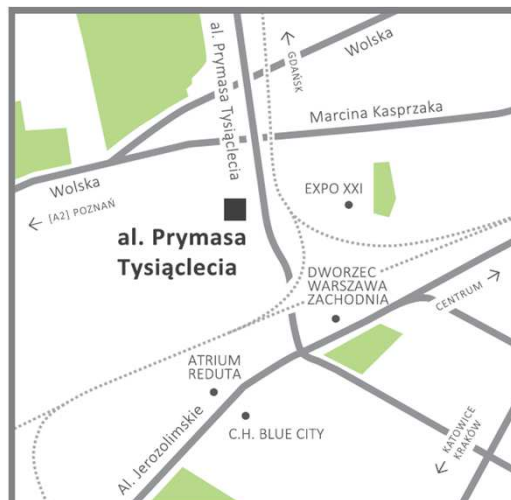 al. Prymasa Tysiąclecia
Wolska
GDAŃSK
Marcina Kasprzaka
Wolska
[A2] POZNAŃ
EXPO XXI
al. Prymasa
Tysiąclecia
DWORZEC
WARSZAWA
ZACHODNIA
CENTRUM
ATRIUM
REDUTA
Al. Jerozolimskie
C.H. BLUE CITY
KATOWICE
KRAKÓW